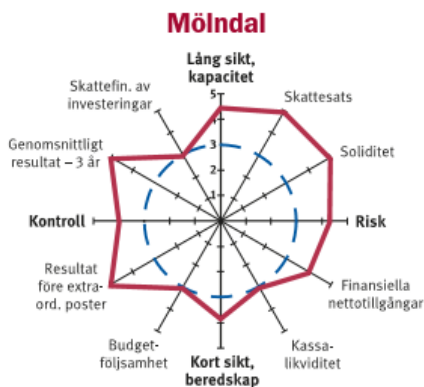 Mölndal
Lång sikt,
kapacitet
Skattefin. av
investeringar
Skattesats
Genomsnittligt
resultat – 3 år
Soliditet
5
4
3
2
1
Kontroll
Risk
Resultat
före extra-
ord. poster
Finansiella
nettotillgångar
Budget-
följsamhet
Kassa-
likviditet
Kort sikt,
beredskap